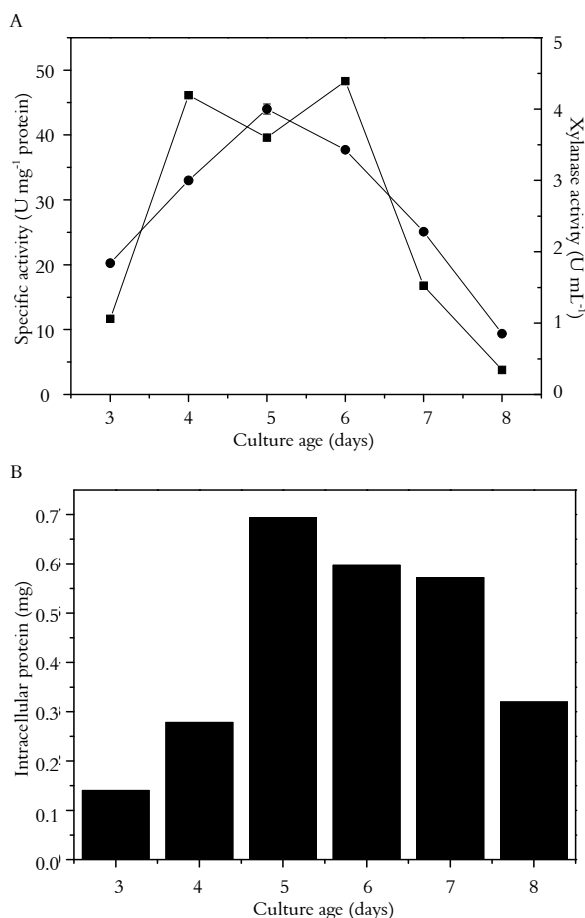 A
Specific activity (U mg⁻¹ protein)
50
40
30
20
10
0
Xylanase activity (U mL⁻¹)
5
4
3
2
1
0
3 4 5 6 7 8
Culture age (days)
B
Intracellular protein (mg)
0.7
0.6
0.5
0.4
0.3
0.2
0.1
0.0
3 4 5 6 7 8
Culture age (days)